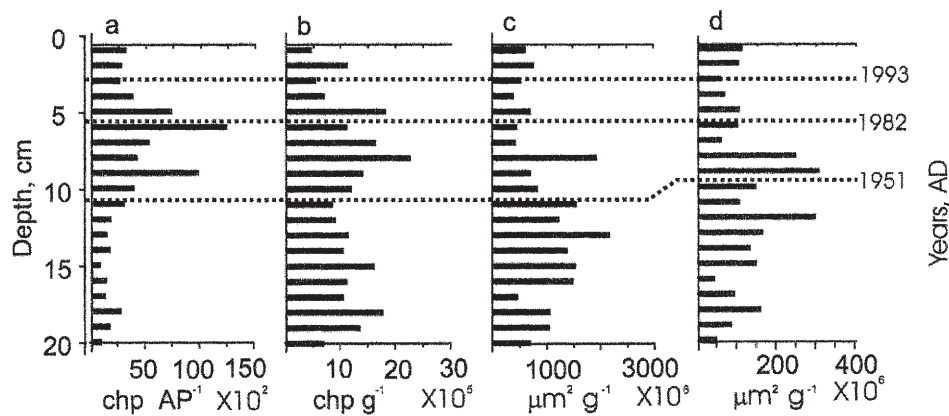 a b c d
0
1993
5
1982
Depth, cm
1951
10
Years, AD
15
20
50 100 150
10 20 30
1000 3000
200 400
chp AP⁻¹ X10²
chp g⁻¹ X10⁵
μm² g⁻¹ X10⁶
μm² g⁻¹ X10⁶